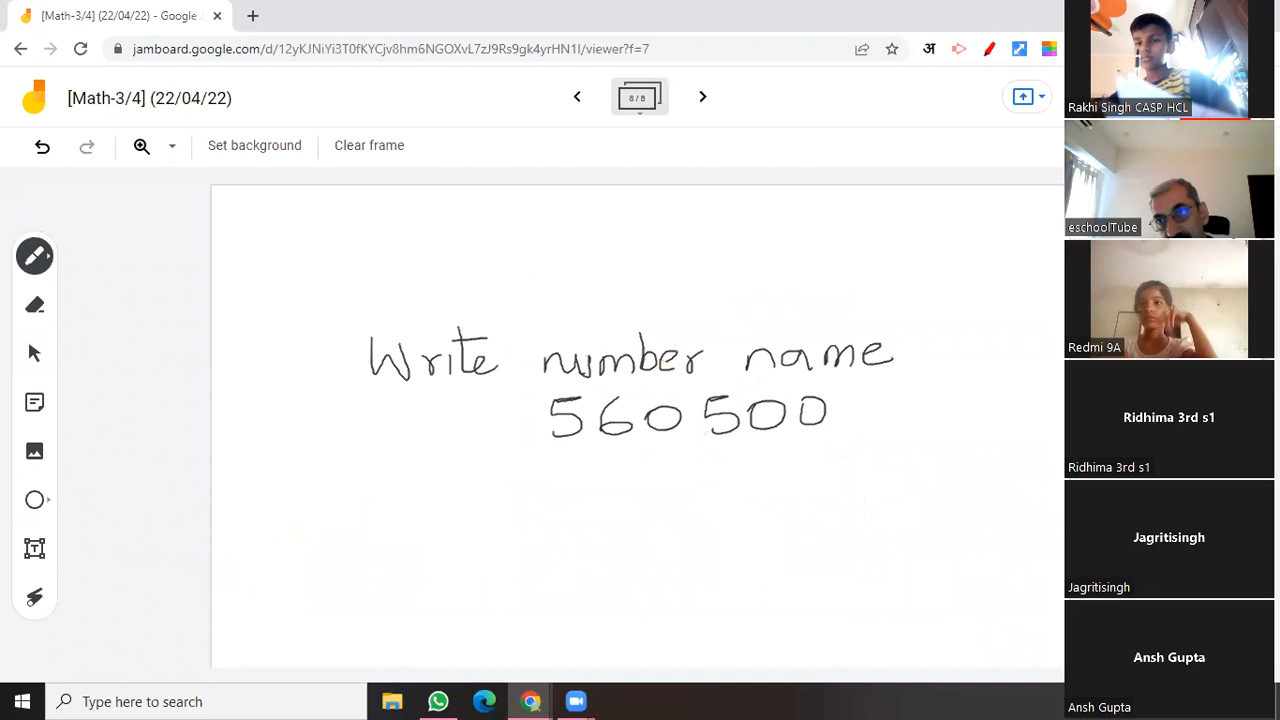 [Math-3/4] (22/04/22) - Google
jamboard.google.com/d/12yKJNiYi3TDKYCjv8hm6NGOXvL7zJ9Rs9gk4yrHN1I/viewer?f=7
अ
[Math-3/4] (22/04/22)
8/8
Set background
Clear frame
Write number name
560500
Rakhi Singh CASP HCL
eschoolTube
Redmi 9A
Ridhima 3rd s1
Ridhima 3rd s1
Jagritisingh
Jagritisingh
Ansh Gupta
Ansh Gupta
Type here to search